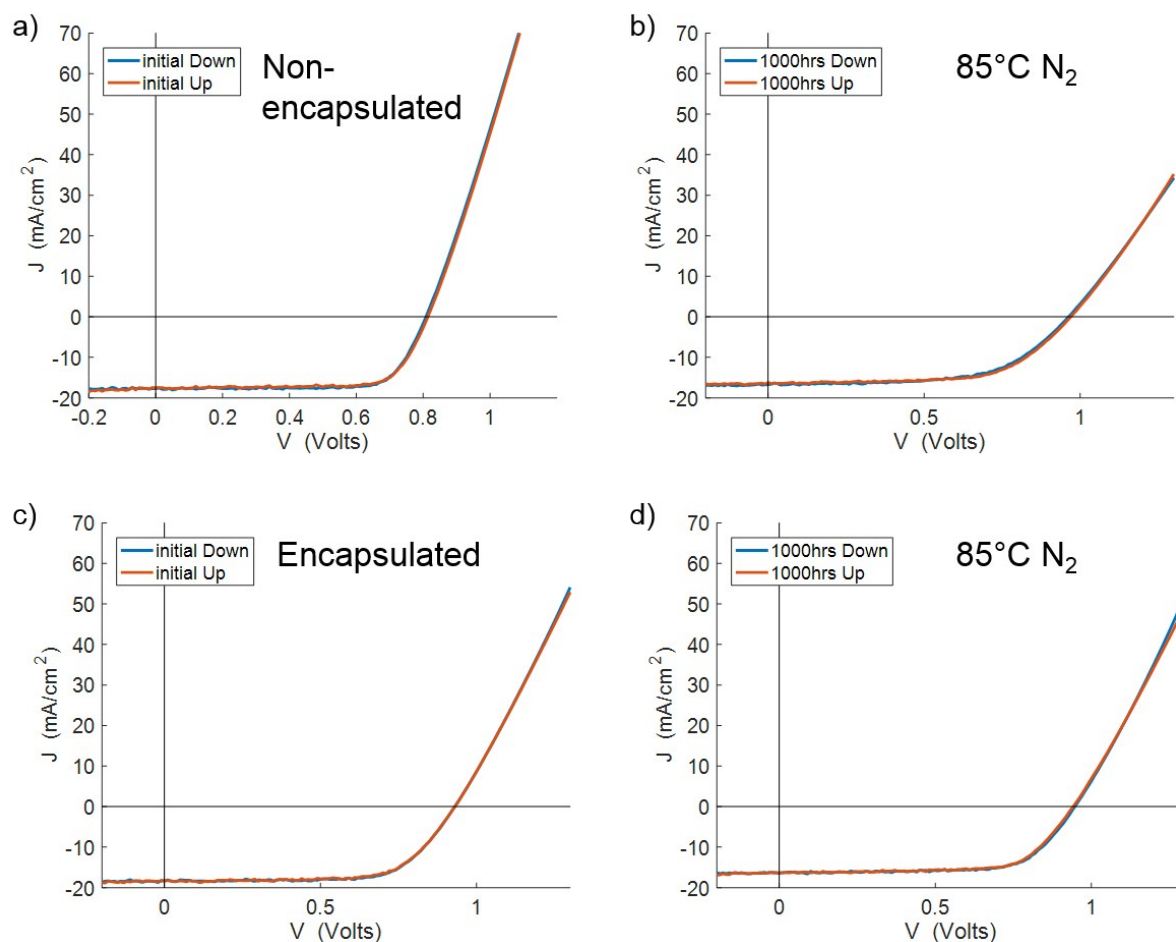 a)
initial Down
initial Up
Non-
encapsulated
70
60
50
40
30
20
10
0
-10
-20
J (mA/cm²)
-0.2 0 0.2 0.4 0.6 0.8 1
V (Volts)
b)
1000hrs Down
1000hrs Up
85°C N₂
70
60
50
40
30
20
10
0
-10
-20
J (mA/cm²)
0 0.5 1
V (Volts)
c)
initial Down
initial Up
Encapsulated
70
60
50
40
30
20
10
0
-10
-20
J (mA/cm²)
0 0.5 1
V (Volts)
d)
1000hrs Down
1000hrs Up
85°C N₂
70
60
50
40
30
20
10
0
-10
-20
J (mA/cm²)
0 0.5 1
V (Volts)